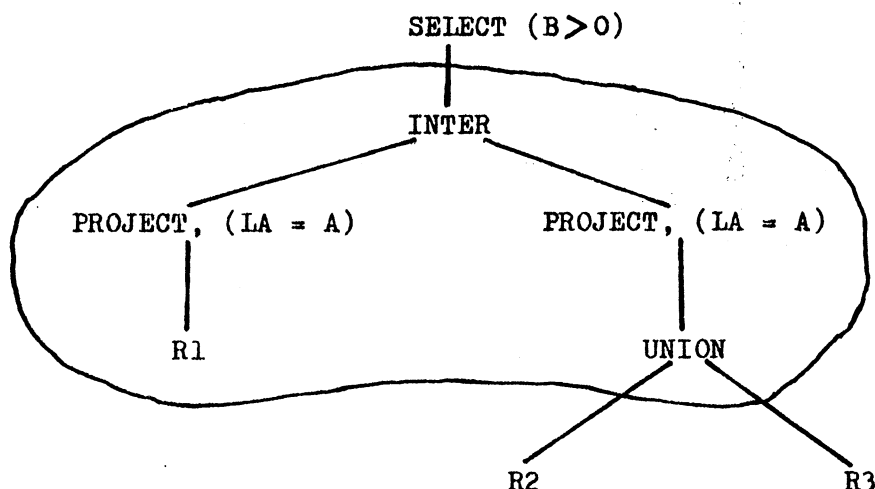 SELECT (B>0)
INTER
PROJECT, (LA = A) PROJECT, (LA = A)
R1 UNION
R2 R3